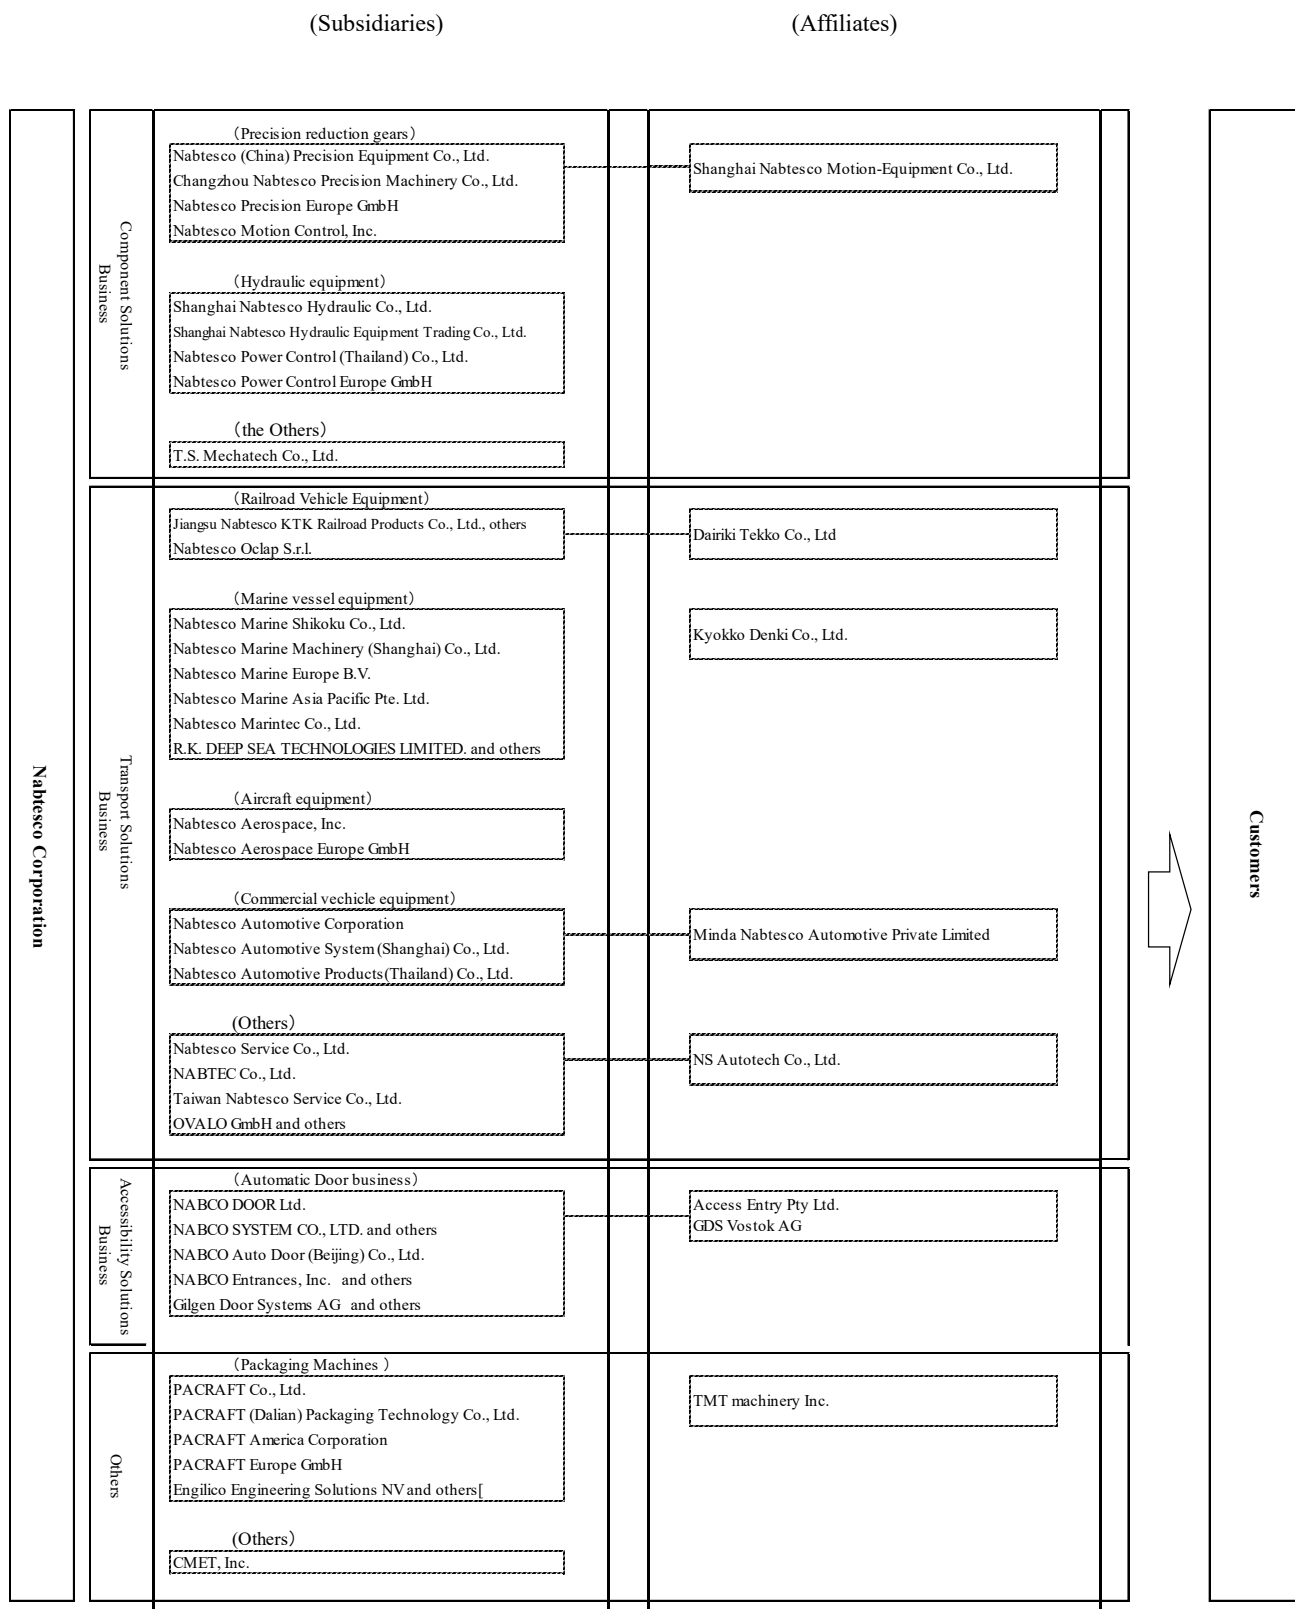 (Subsidiaries)
(Affiliates)
Nabtesco Corporation
Component Solutions
Business
（Precision reduction gears）
Nabtesco (China) Precision Equipment Co., Ltd.
Changzhou Nabtesco Precision Machinery Co., Ltd.
Nabtesco Precision Europe GmbH
Nabtesco Motion Control, Inc.
Shanghai Nabtesco Motion-Equipment Co., Ltd.
（Hydraulic equipment）
Shanghai Nabtesco Hydraulic Co., Ltd.
Shanghai Nabtesco Hydraulic Equipment Trading Co., Ltd.
Nabtesco Power Control (Thailand) Co., Ltd.
Nabtesco Power Control Europe GmbH
（the Others）
T.S. Mechatech Co., Ltd.
Transport Solutions
Business
（Railroad Vehicle Equipment）
Jiangsu Nabtesco KTK Railroad Products Co., Ltd., others
Nabtesco Oclap S.r.l.
Dairiki Tekko Co., Ltd
（Marine vessel equipment）
Nabtesco Marine Shikoku Co., Ltd.
Nabtesco Marine Machinery (Shanghai) Co., Ltd.
Nabtesco Marine Europe B.V.
Nabtesco Marine Asia Pacific Pte. Ltd.
Nabtesco Marintec Co., Ltd.
R.K. DEEP SEA TECHNOLOGIES LIMITED. and others
Kyokko Denki Co., Ltd.
（Aircraft equipment）
Nabtesco Aerospace, Inc.
Nabtesco Aerospace Europe GmbH
（Commercial vechicle equipment）
Nabtesco Automotive Corporation
Nabtesco Automotive System (Shanghai) Co., Ltd.
Nabtesco Automotive Products (Thailand) Co., Ltd.
Minda Nabtesco Automotive Private Limited
(Others）
Nabtesco Service Co., Ltd.
NABTEC Co., Ltd.
Taiwan Nabtesco Service Co., Ltd.
OVALO GmbH and others
NS Autotech Co., Ltd.
Accessibility Solutions
Business
（Automatic Door business）
NABCO DOOR Ltd.
NABCO SYSTEM CO., LTD. and others
NABCO Auto Door (Beijing) Co., Ltd.
NABCO Entrances, Inc. and others
Gilgen Door Systems AG and others
Access Entry Pty Ltd.
GDS Vostok AG
Others
（Packaging Machines ）
PACRAFT Co., Ltd.
PACRAFT (Dalian) Packaging Technology Co., Ltd.
PACRAFT America Corporation
PACRAFT Europe GmbH
Engilico Engineering Solutions NV and others[
TMT machinery Inc.
(Others）
CMET, Inc.
Customers